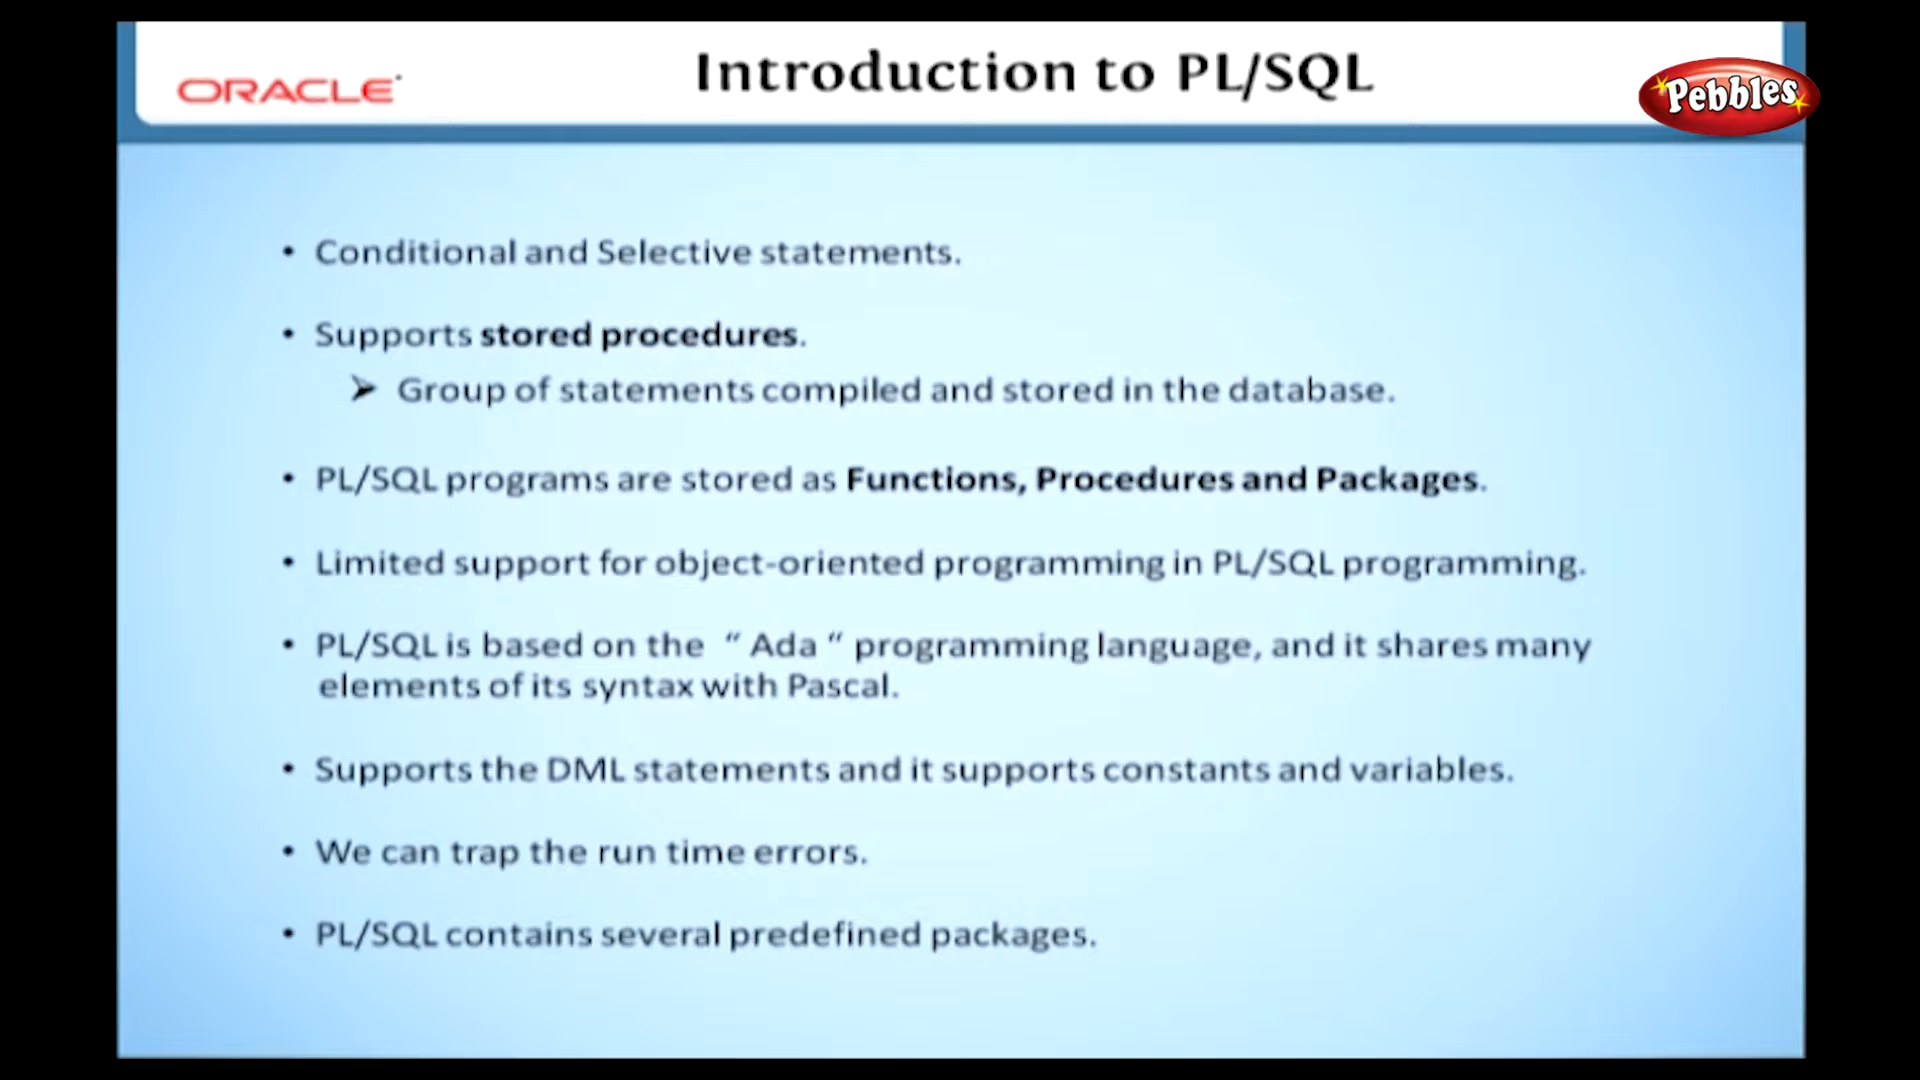 ORACLE
Introduction to PL/SQL
Pebbles
• Conditional and Selective statements.
• Supports stored procedures.
➤ Group of statements compiled and stored in the database.
• PL/SQL programs are stored as Functions, Procedures and Packages.
• Limited support for object-oriented programming in PL/SQL programming.
• PL/SQL is based on the “ Ada “ programming language, and it shares many
elements of its syntax with Pascal.
• Supports the DML statements and it supports constants and variables.
• We can trap the run time errors.
• PL/SQL contains several predefined packages.